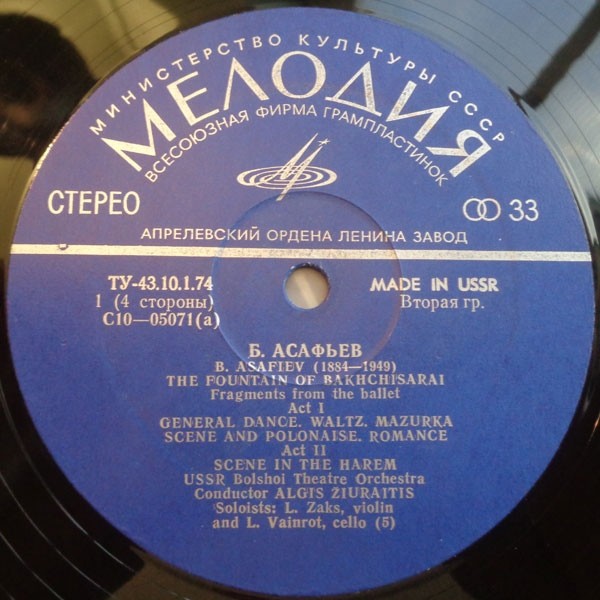 МИНИСТЕРСТВО КУЛЬТУРЫ СССР
МЕЛОДИЯ
ВСЕСОЮЗНАЯ ФИРМА ГРАМПЛАСТИНОК
СТЕРЕО
33
АПРЕЛЕВСКИЙ ОРДЕНА ЛЕНИНА ЗАВОД
ТУ-43.10.1.74
MADE IN USSR
I (4 стороны)
Вторая гр.
С10—05071(а)
Б. АСАФЬЕВ
B. ASAFIEV (1884—1949)
THE FOUNTAIN OF BAKHCHISARAI
Fragments from the ballet
Act I
GENERAL DANCE. WALTZ. MAZURKA
SCENE AND POLONAISE. ROMANCE
Act II
SCENE IN THE HAREM
USSR Bolshoi Theatre Orchestra
Conductor ALGIS ŽIURAITIS
Soloists: L. Zaks, violin
and L. Vainrot, cello (5)